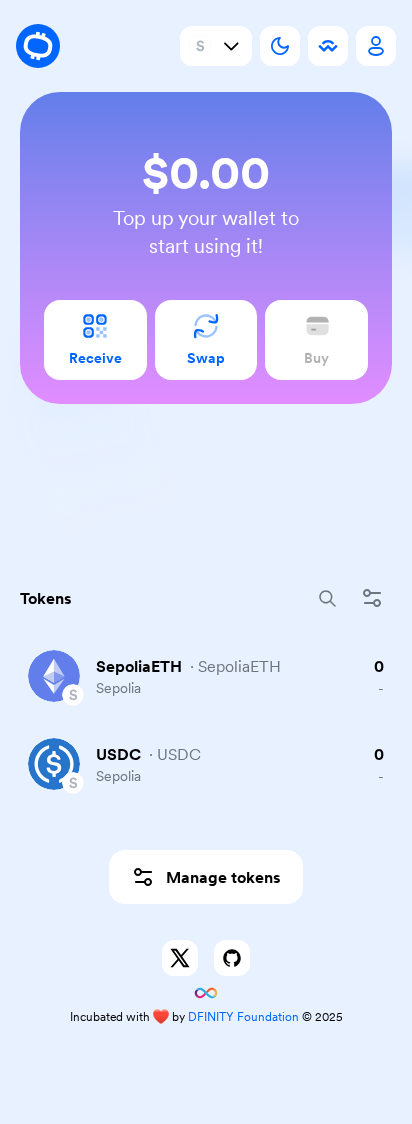 S
$0.00
Top up your wallet to
start using it!
Receive
Swap
Buy
Tokens
SepoliaETH · SepoliaETH
0
Sepolia
-
S
USDC · USDC
0
Sepolia
-
S
Manage tokens
Incubated with ❤️ by DFINITY Foundation © 2025